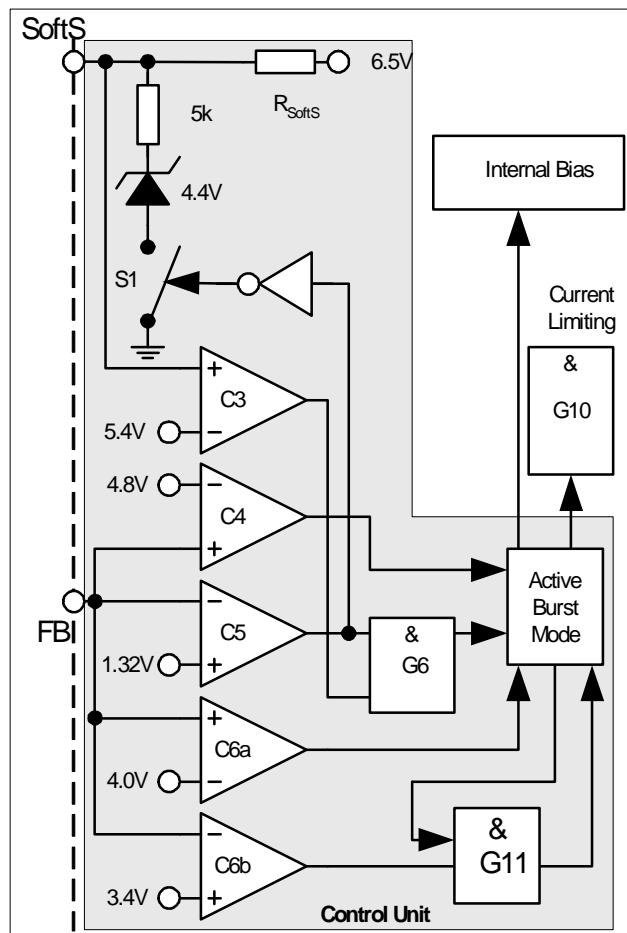 SoftS
6.5V
R_SoftS
5k
4.4V
S1
Internal Bias
Current
Limiting
&
G10
C3
5.4V
4.8V
C4
FB
C5
1.32V
&
G6
Active
Burst
Mode
C6a
4.0V
&
G11
C6b
3.4V
Control Unit